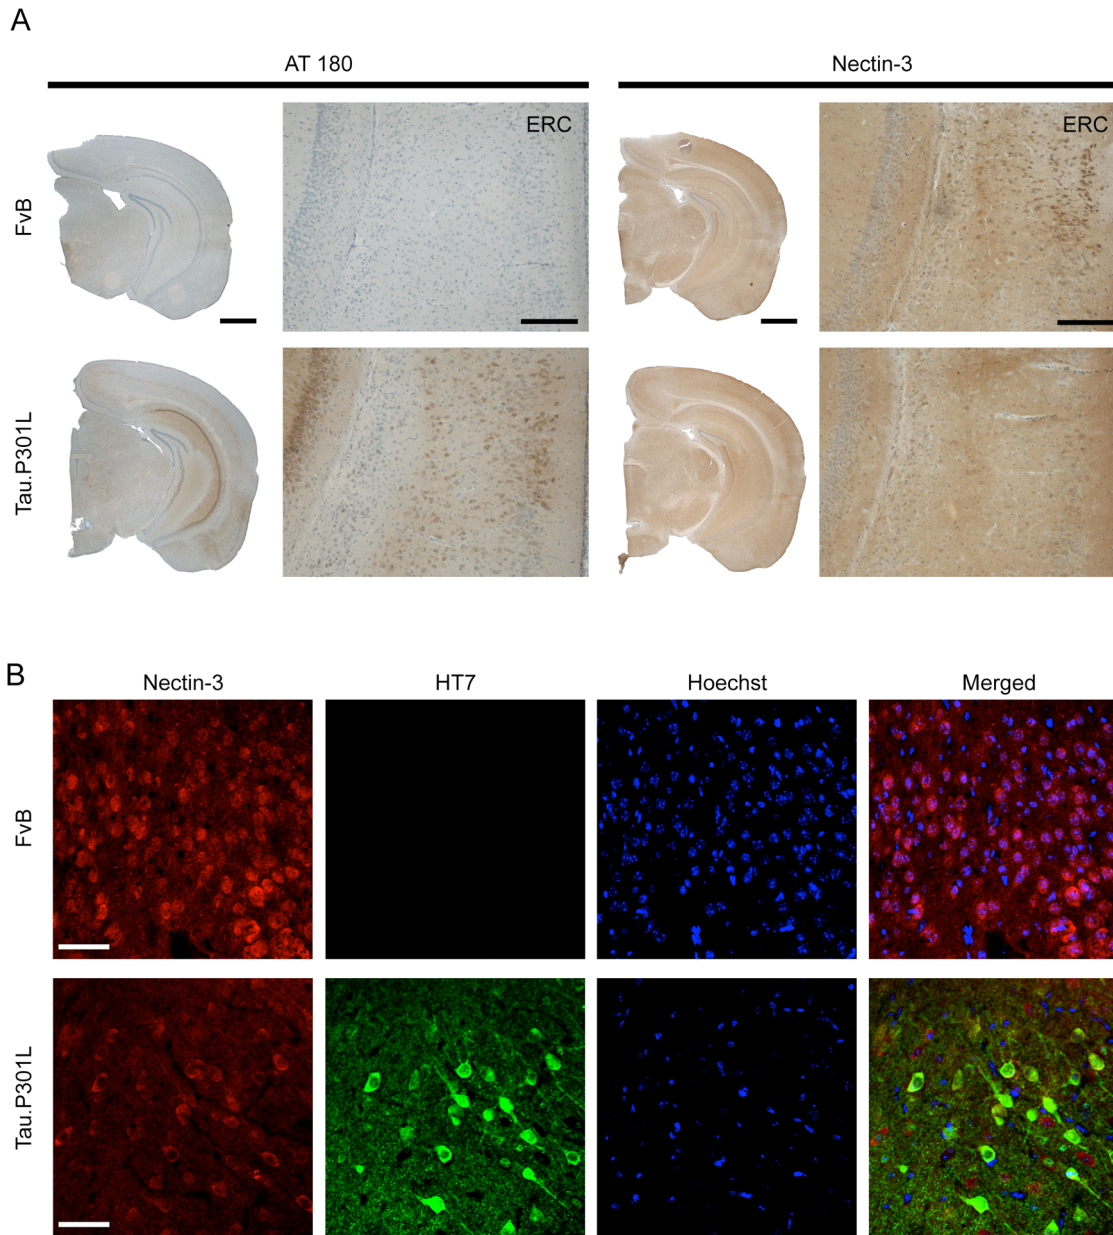 A
AT 180
Nectin-3
FvB
ERC
ERC
Tau.P301L
B
Nectin-3
HT7
Hoechst
Merged
FvB
Tau.P301L